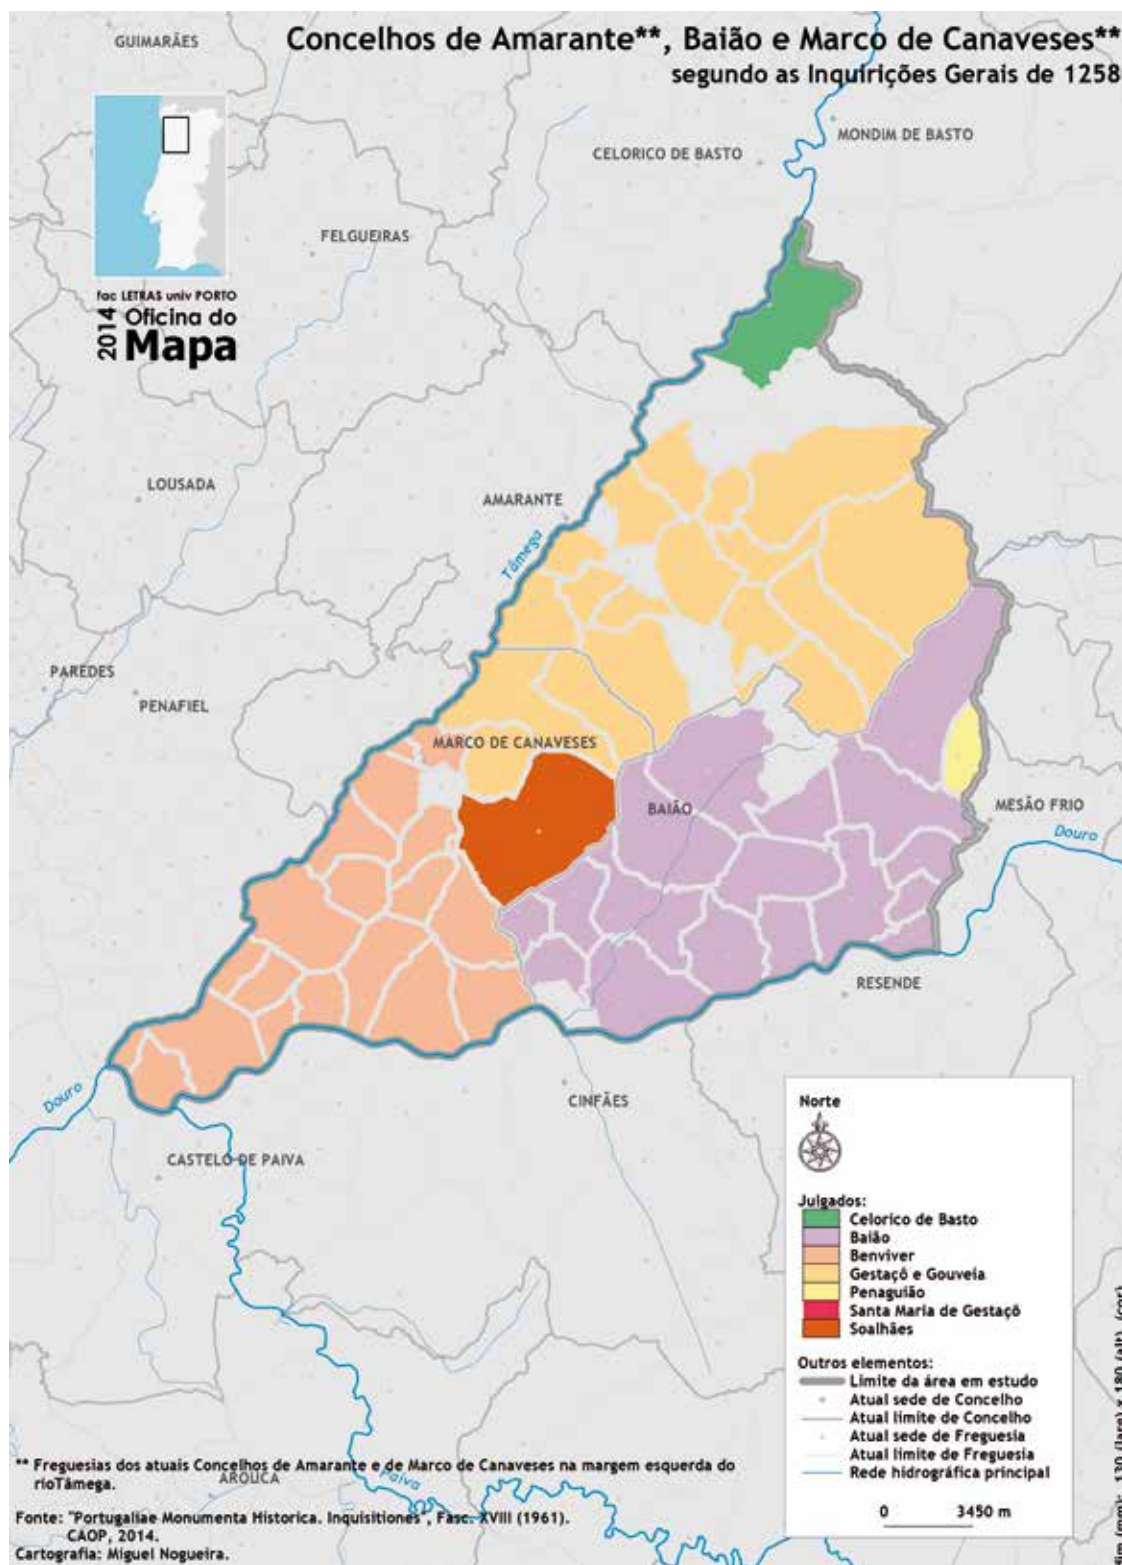 Concelhos de Amarante**, Baião e Marco de Canaveses**
segundo as Inquirições Gerais de 1258
GUIMARÃES
MONDIM DE BASTO
CELORICO DE BASTO
FELGUEIRAS
fac LETRAS univ PORTO
2014 Oficina do
Mapa
LOUSADA
AMARANTE
Tâmega
PAREDES
PENAFIEL
MARCO DE CANAVESES
BAIÃO
MESÃO FRIO
Douro
RESENDE
CINFÃES
Douro
CASTELO DE PAIVA
Norte
Julgados:
Celorico de Basto
Baião
Benviver
Gestaçô e Gouveia
Penaguião
Santa Maria de Gestaçô
Soalhães
Outros elementos:
Limite da área em estudo
Atual sede de Concelho
Atual limite de Concelho
Atual sede de Freguesia
Atual limite de Freguesia
Rede hidrográfica principal
0 3450 m
** Freguesias dos atuais Concelhos de Amarante e de Marco de Canaveses na margem esquerda do
rioTâmega.
AROUCA
Paiva
Fonte: "Portugaliae Monumenta Historica. Inquisitiones", Fasc. XVIII (1961).
CAOP, 2014.
Cartografia: Miguel Nogueira.
(mm): 130 (larg) x 180 (alt) (cor)